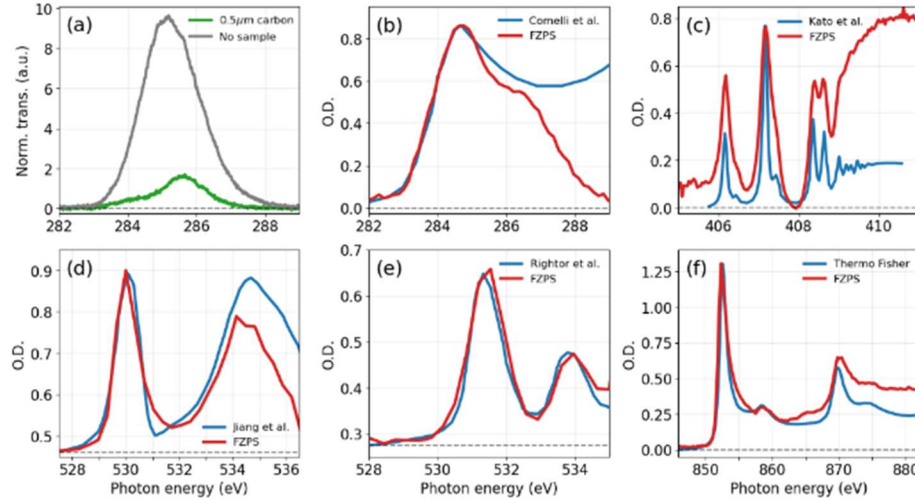 (a)
0.5μm carbon
No sample
Norm. trans. (a.u.)
10
8
6
4
2
0
282 284 286 288
(b)
Comelli et al.
FZPS
O.D.
0.8
0.6
0.4
0.2
0.0
282 284 286 288
(c)
Kato et al.
FZPS
O.D.
0.8
0.6
0.4
0.2
0.0
406 408 410
(d)
Jiang et al.
FZPS
O.D.
0.9
0.8
0.7
0.6
0.5
528 530 532 534 536
Photon energy (eV)
(e)
Rightor et al.
FZPS
O.D.
0.7
0.6
0.5
0.4
0.3
528 530 532 534
Photon energy (eV)
(f)
Thermo Fisher
FZPS
O.D.
1.25
1.00
0.75
0.50
0.25
0.00
850 860 870 880
Photon energy (eV)